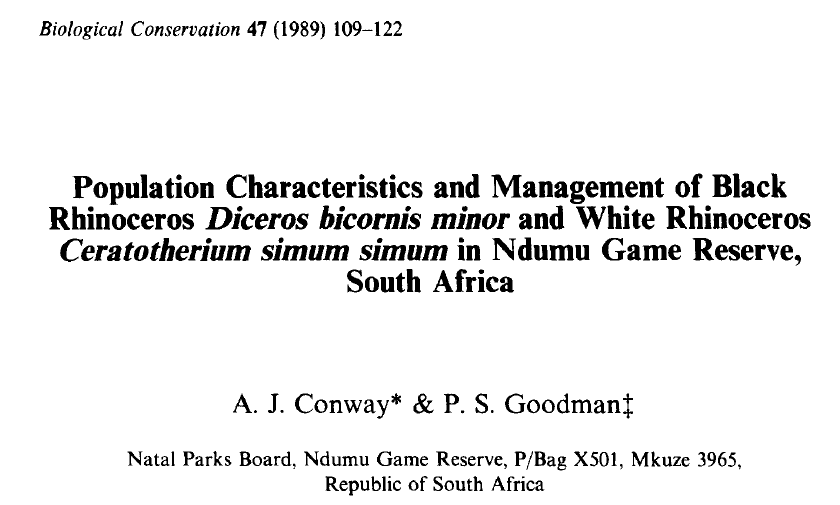 Biological Conservation 47 (1989) 109–122
Population Characteristics and Management of Black
Rhinoceros Diceros bicornis minor and White Rhinoceros
Ceratotherium simum simum in Ndumu Game Reserve,
South Africa
A. J. Conway* & P. S. Goodman‡
Natal Parks Board, Ndumu Game Reserve, P/Bag X501, Mkuze 3965,
Republic of South Africa